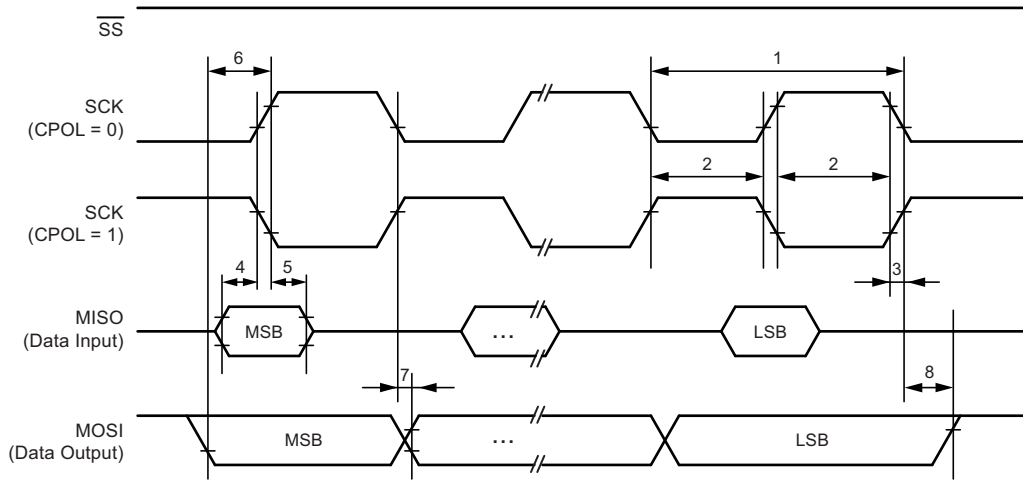 SS
6
1
SCK
(CPOL = 0)
2
2
SCK
(CPOL = 1)
4
5
3
MISO
(Data Input)
MSB
...
LSB
7
8
MOSI
(Data Output)
MSB
...
LSB